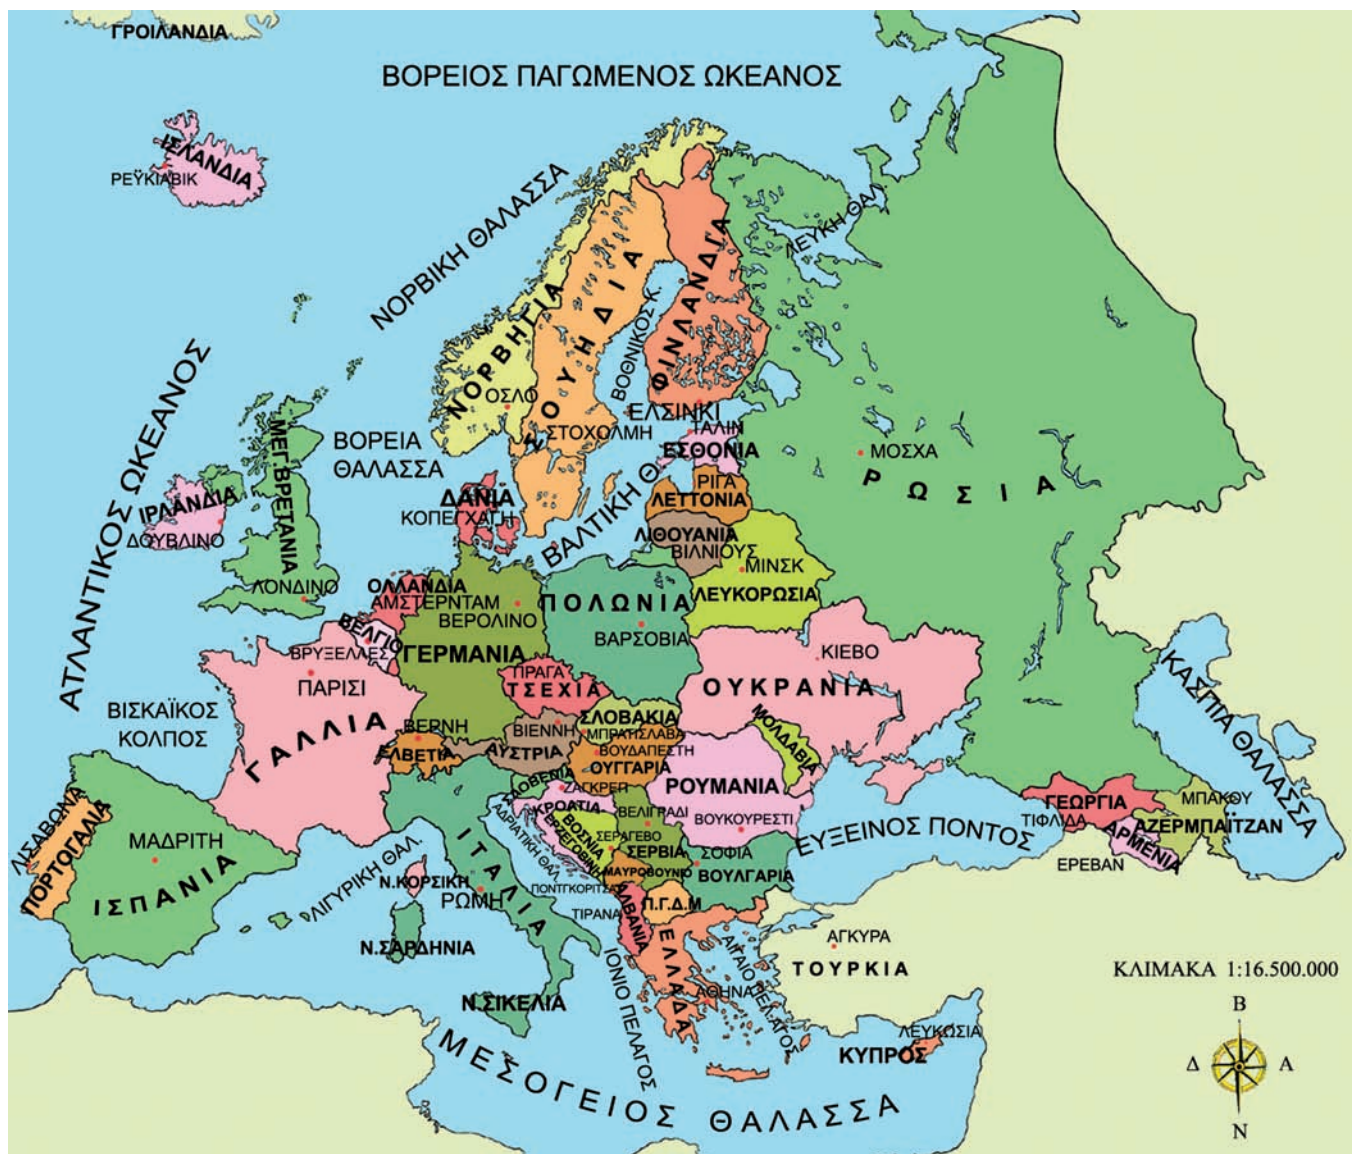 ΓΡΟΙΛΑΝΔΙΑ
ΒΟΡΕΙΟΣ ΠΑΓΩΜΕΝΟΣ ΩΚΕΑΝΟΣ
ΙΣΛΑΝΔΙΑ
ΡΕΫΚΙΑΒΙΚ
ΝΟΡΒΙΚΗ ΘΑΛΑΣΣΑ
ΛΕΥΚΗ ΘΑΛ.
ΝΟΡΒΗΓΙΑ
ΣΟΥΗΔΙΑ
ΦΙΝΛΑΝΔΙΑ
ΒΟΘΝΙΚΟΣ Κ.
ΟΣΛΟ
ΕΛΣΙΝΚΙ
ΣΤΟΧΟΛΜΗ
ΤΑΛΙΝ
ΕΣΘΟΝΙΑ
ΜΟΣΧΑ
ΡΩΣΙΑ
ΑΤΛΑΝΤΙΚΟΣ ΩΚΕΑΝΟΣ
ΒΟΡΕΙΑ
ΘΑΛΑΣΣΑ
ΜΕΓ.ΒΡΕΤΑΝΙΑ
ΙΡΛΑΝΔΙΑ
ΔΟΥΒΛΙΝΟ
ΛΟΝΔΙΝΟ
ΔΑΝΙΑ
ΚΟΠΕΓΧΑΓΗ
ΒΑΛΤΙΚΗ Θ.
ΡΙΓΑ
ΛΕΤΤΟΝΙΑ
ΛΙΘΟΥΑΝΙΑ
ΒΙΛΝΙΟΥΣ
ΜΙΝΣΚ
ΛΕΥΚΟΡΩΣΙΑ
ΟΛΛΑΝΔΙΑ
ΑΜΣΤΕΡΝΤΑΜ
ΒΕΡΟΛΙΝΟ
ΠΟΛΩΝΙΑ
ΒΑΡΣΟΒΙΑ
ΒΕΛΓΙΟ
ΒΡΥΞΕΛΛΕΣ
ΓΕΡΜΑΝΙΑ
ΚΙΕΒΟ
ΟΥΚΡΑΝΙΑ
ΠΑΡΙΣΙ
ΓΑΛΛΙΑ
ΠΡΑΓΑ
ΤΣΕΧΙΑ
ΒΙΣΚΑΪΚΟΣ
ΚΟΛΠΟΣ
ΒΕΡΝΗ
ΕΛΒΕΤΙΑ
ΒΙΕΝΝΗ
ΑΥΣΤΡΙΑ
ΣΛΟΒΑΚΙΑ
ΜΠΡΑΤΙΣΛΑΒΑ
ΒΟΥΔΑΠΕΣΤΗ
ΟΥΓΓΑΡΙΑ
ΜΟΛΔΑΒΙΑ
ΚΑΣΠΙΑ ΘΑΛΑΣΣΑ
ΣΛΟΒΕΝΙΑ
ΖΑΓΚΡΕΠ
ΚΡΟΑΤΙΑ
ΒΟΣΝΙΑ
ΕΡΖΕΓΟΒΙΝΗ
ΒΕΛΙΓΡΑΔΙ
ΣΕΡΑΓΕΒΟ
ΣΕΡΒΙΑ
ΡΟΥΜΑΝΙΑ
ΒΟΥΚΟΥΡΕΣΤΙ
ΕΥΞΕΙΝΟΣ ΠΟΝΤΟΣ
ΓΕΩΡΓΙΑ
ΤΙΦΛΙΔΑ
ΑΡΜΕΝΙΑ
ΕΡΕΒΑΝ
ΜΠΑΚΟΥ
ΑΖΕΡΜΠΑΪΤΖΑΝ
ΛΙΣΑΒΩΝΑ
ΠΟΡΤΟΓΑΛΙΑ
ΜΑΔΡΙΤΗ
ΙΣΠΑΝΙΑ
ΛΙΓΥΡΙΚΗ ΘΑΛ.
ΙΤΑΛΙΑ
Ν.ΚΟΡΣΙΚΗ
ΡΩΜΗ
ΑΔΡΙΑΤΙΚΗ ΘΑΛ.
ΜΑΥΡΟΒΟΥΝΙΟ
ΠΟΝΤΓΚΟΡΙΤΣΑ
ΣΟΦΙΑ
ΒΟΥΛΓΑΡΙΑ
ΤΙΡΑΝΑ
ΑΛΒΑΝΙΑ
Π.Γ.Δ.Μ
Ν.ΣΑΡΔΗΝΙΑ
Ν.ΣΙΚΕΛΙΑ
ΙΟΝΙΟ ΠΕΛΑΓΟΣ
ΕΛΛΑΔΑ
ΑΘΗΝΑ
ΑΙΓΑΙΟ ΠΕΛΑΓΟΣ
ΑΓΚΥΡΑ
ΤΟΥΡΚΙΑ
ΛΕΥΚΩΣΙΑ
ΚΥΠΡΟΣ
ΜΕΣΟΓΕΙΟΣ ΘΑΛΑΣΣΑ
ΚΛΙΜΑΚΑ 1:16.500.000
Β
Δ
Α
Ν